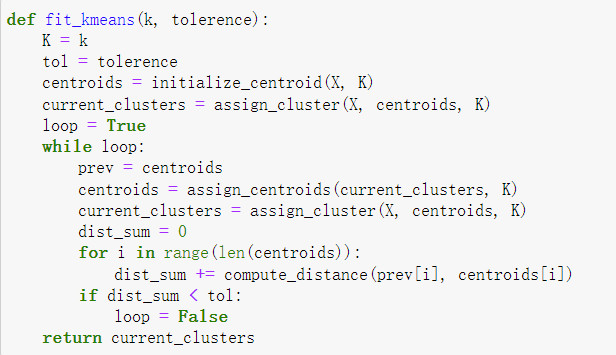 def fit_kmeans(k, tolerence):
    K = k
    tol = tolerence
    centroids = initialize_centroid(X, K)
    current_clusters = assign_cluster(X, centroids, K)
    loop = True
    while loop:
        prev = centroids
        centroids = assign_centroids(current_clusters, K)
        current_clusters = assign_cluster(X, centroids, K)
        dist_sum = 0
        for i in range(len(centroids)):
            dist_sum += compute_distance(prev[i], centroids[i])
        if dist_sum < tol:
            loop = False
    return current_clusters